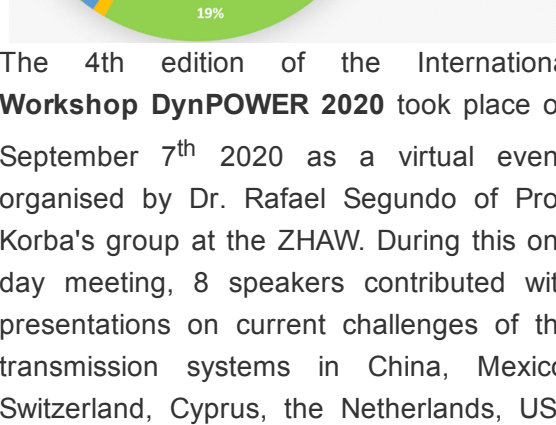 19%
The 4th edition of the Internationa
Workshop DynPOWER 2020 took place o
September 7th 2020 as a virtual even
organised by Dr. Rafael Segundo of Pro
Korba's group at the ZHAW. During this on
day meeting, 8 speakers contributed wit
presentations on current challenges of th
transmission systems in China, Mexico
Switzerland, Cyprus, the Netherlands, US